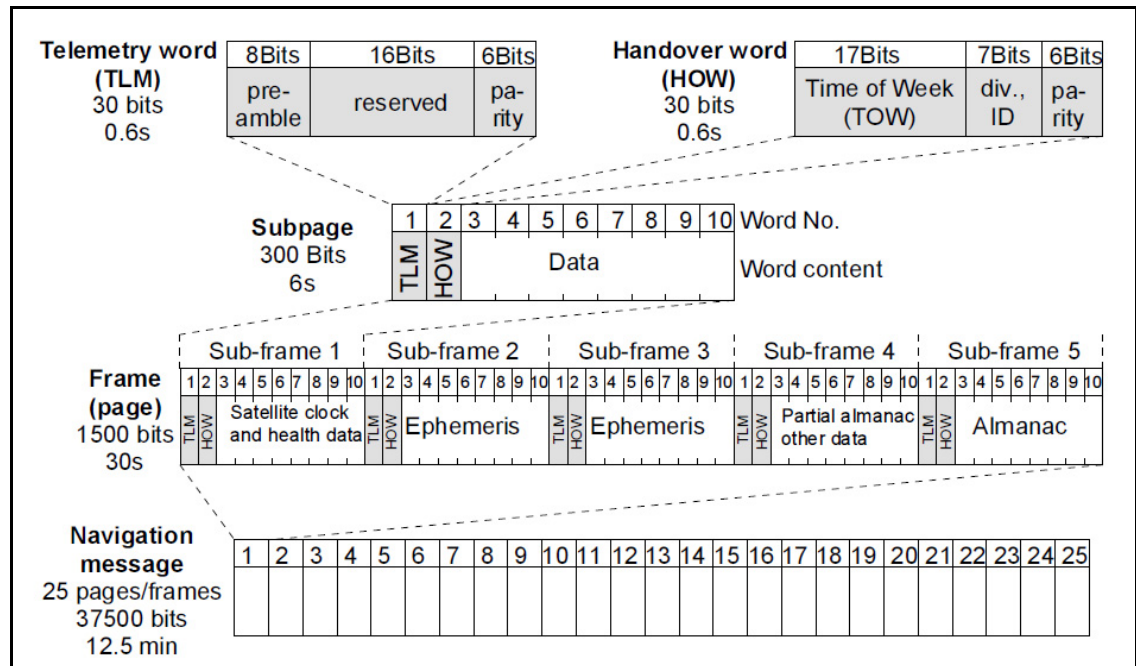 Telemetry word
(TLM)
30 bits
0.6s
8Bits 16Bits 6Bits
pre-
amble
reserved
pa-
rity
Handover word
(HOW)
30 bits
0.6s
17Bits 7Bits 6Bits
Time of Week
(TOW)
div.,
ID
pa-
rity
Subpage
300 Bits
6s
1 2 3 4 5 6 7 8 9 10 Word No.
TLM HOW Data Word content
Sub-frame 1 Sub-frame 2 Sub-frame 3 Sub-frame 4 Sub-frame 5
Frame
(page)
1500 bits
30s
1 2 3 4 5 6 7 8 9 10 1 2 3 4 5 6 7 8 9 10 1 2 3 4 5 6 7 8 9 10 1 2 3 4 5 6 7 8 9 10 1 2 3 4 5 6 7 8 9 10
TLM HOW
Satellite clock
and health data
TLM HOW Ephemeris
TLM HOW Ephemeris
TLM HOW
Partial almanac
other data
TLM HOW Almanac
Navigation
message
25 pages/frames
37500 bits
12.5 min
1 2 3 4 5 6 7 8 9 10 11 12 13 14 15 16 17 18 19 20 21 22 23 24 25